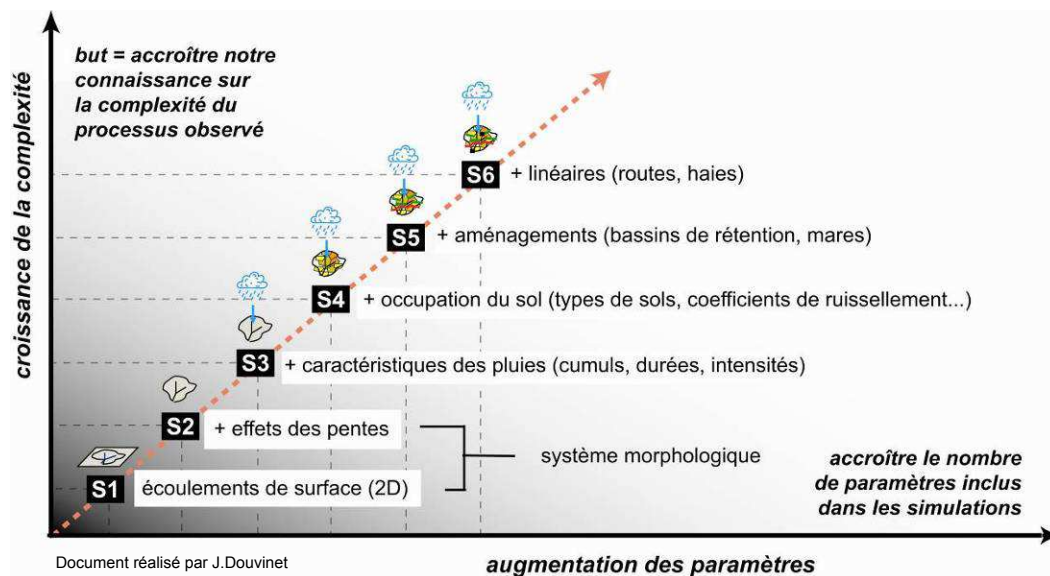 but = accroître notre
connaissance sur
la complexité du
processus observé
croissance de la complexité
S6 + linéaires (routes, haies)
S5 + aménagements (bassins de rétention, mares)
S4 + occupation du sol (types de sols, coefficients de ruissellement...)
S3 + caractéristiques des pluies (cumuls, durées, intensités)
S2 + effets des pentes
système morphologique
S1 écoulements de surface (2D)
accroître le nombre
de paramètres inclus
dans les simulations
Document réalisé par J.Douvinet
augmentation des paramètres